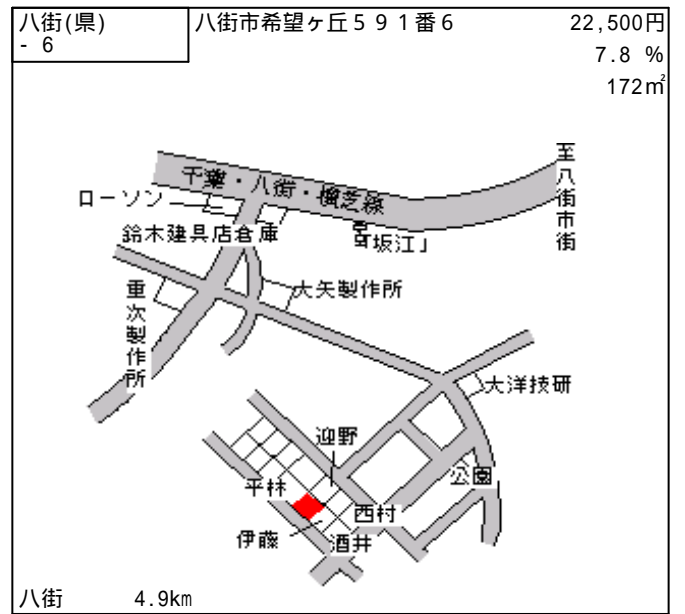 八街(県)
- 6
八街市希望ヶ丘５９１番６
22,500円
7.8 %
172㎡
至八街市街
千葉・八街・横芝線
ローソン
鈴木建具店倉庫
大矢製作所
重次製作所
大洋技研
迎野
公園
平林
西村
伊藤
酒井
八街 4.9km